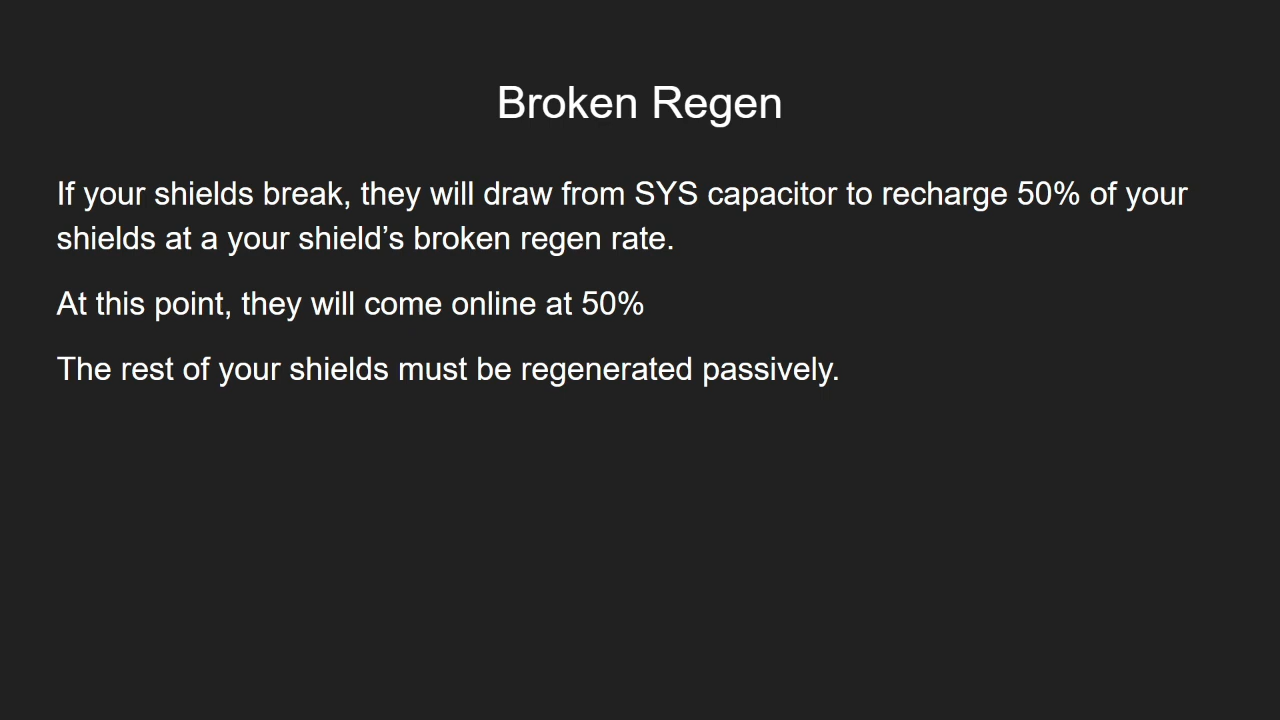 Broken Regen
If your shields break, they will draw from SYS capacitor to recharge 50% of your
shields at a your shield’s broken regen rate.
At this point, they will come online at 50%
The rest of your shields must be regenerated passively.